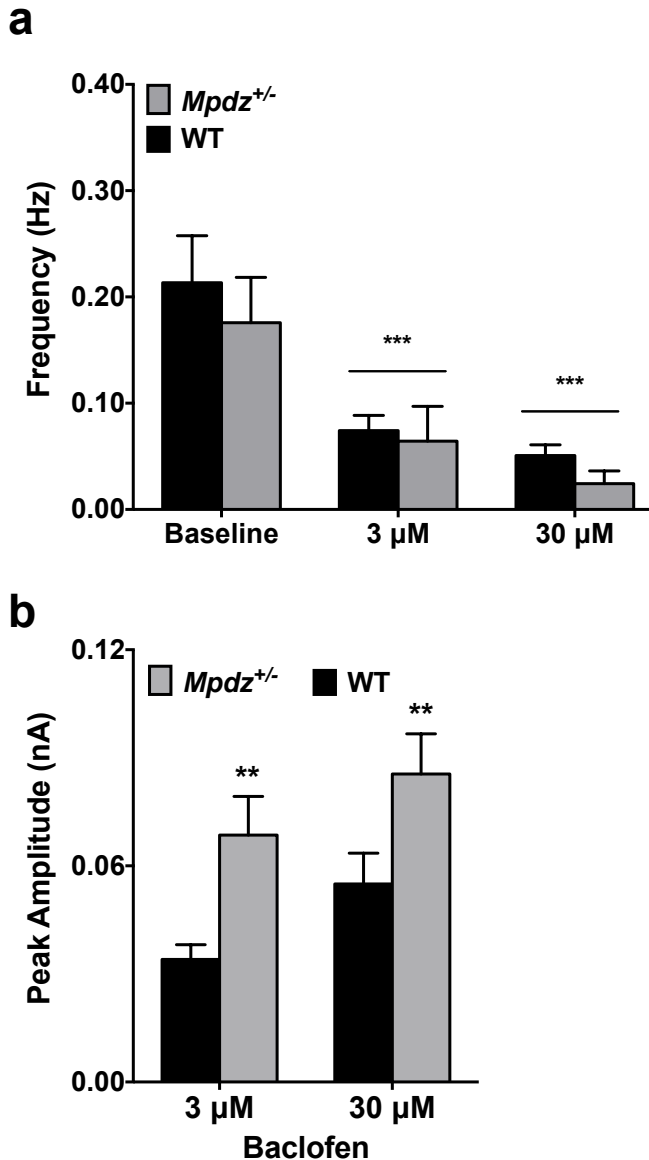 a
0.40
Mpdz+/-
WT
0.30
0.20
0.10
0.00
Frequency (Hz)
***
***
Baseline 3 µM 30 µM
b
0.12
Mpdz+/- WT
**
**
0.06
0.00
Peak Amplitude (nA)
3 µM 30 µM
Baclofen